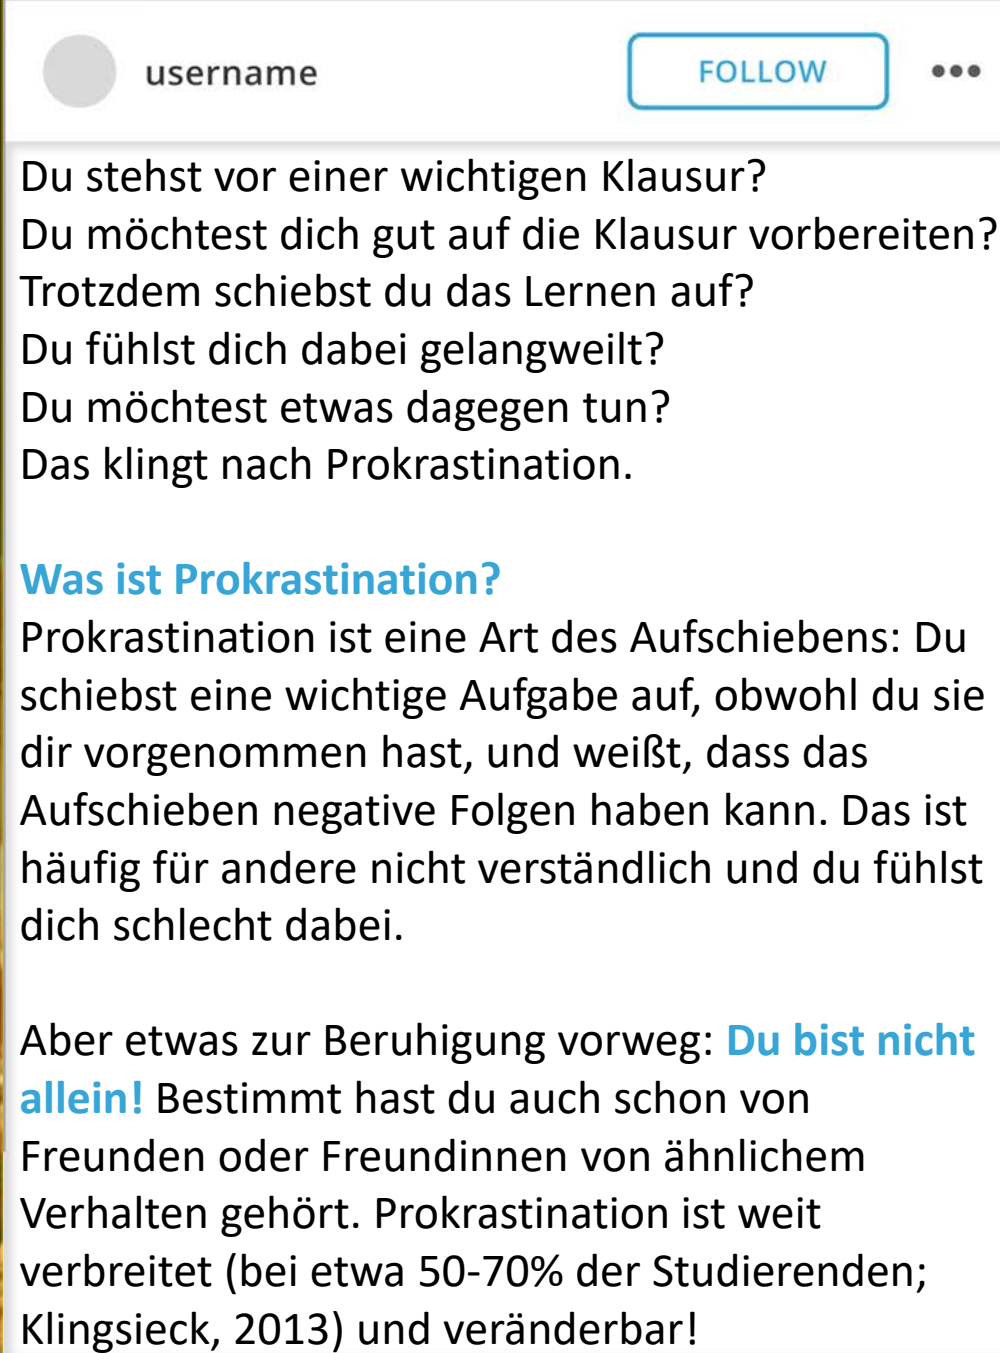 username
FOLLOW
Du stehst vor einer wichtigen Klausur?
Du möchtest dich gut auf die Klausur vorbereiten?
Trotzdem schiebst du das Lernen auf?
Du fühlst dich dabei gelangweilt?
Du möchtest etwas dagegen tun?
Das klingt nach Prokrastination.
Was ist Prokrastination?
Prokrastination ist eine Art des Aufschiebens: Du
schiebst eine wichtige Aufgabe auf, obwohl du sie
dir vorgenommen hast, und weißt, dass das
Aufschieben negative Folgen haben kann. Das ist
häufig für andere nicht verständlich und du fühlst
dich schlecht dabei.
Aber etwas zur Beruhigung vorweg: Du bist nicht
allein! Bestimmt hast du auch schon von
Freunden oder Freundinnen von ähnlichem
Verhalten gehört. Prokrastination ist weit
verbreitet (bei etwa 50-70% der Studierenden;
Klingsieck, 2013) und veränderbar!